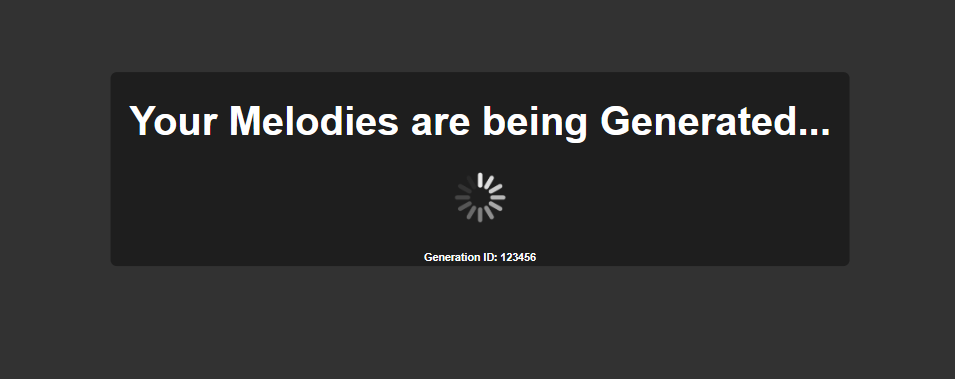 Your Melodies are being Generated...
Generation ID: 123456